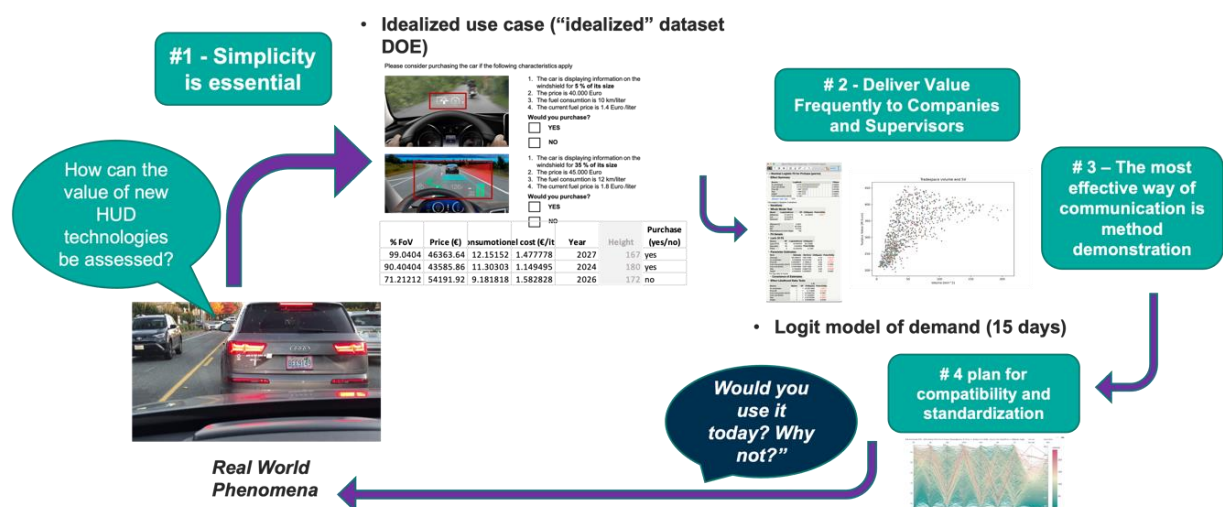 #1 - Simplicity
is essential
• Idealized use case (“idealized” dataset
DOE)
Please consider purchasing the car if the following characteristics apply
1. The car is displaying information on the
windshield for 5 % of its size
2. The price is 40.000 Euro
3. The fuel consumtion is 10 km/liter
4. The current fuel price is 1.4 Euro /liter
Would you purchase?
YES
NO
1. The car is displaying information on the
windshield for 35 % of its size
2. The price is 45.000 Euro
3. The fuel consumtion is 12 km/liter
4. The current fuel price is 1.8 Euro /liter
Would you purchase?
YES
NO
% FoV Price (€) onsumotionel cost (€/lit Year Height Purchase (yes/no)
99.0404 46363.64 12.15152 1.477778 2027 167 yes
90.40404 43585.86 11.30303 1.149495 2024 180 yes
71.21212 54191.92 9.181818 1.582828 2026 172 no
How can the
value of new
HUD
technologies
be assessed?
# 2 - Deliver Value
Frequently to Companies
and Supervisors
# 3 – The most
effective way of
communication is
method
demonstration
• Logit model of demand (15 days)
# 4 plan for
compatibility and
standardization
Would you
use it
today? Why
not?”
Real World
Phenomena